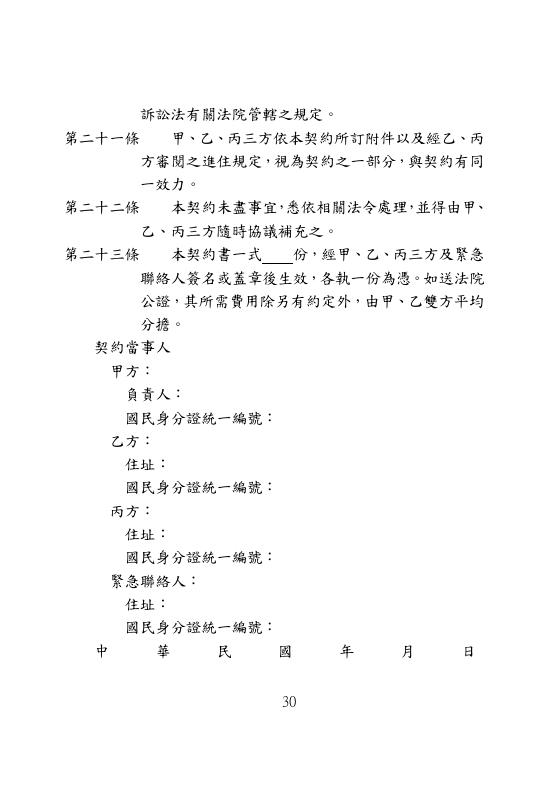 訴訟法有關法院管轄之規定。
第二十一條　　甲、乙、丙三方依本契約所訂附件以及經乙、丙
方審閱之進住規定，視為契約之一部分，與契約有同
一效力。
第二十二條　　本契約未盡事宜，悉依相關法令處理，並得由甲、
乙、丙三方隨時協議補充之。
第二十三條　　本契約書一式____份，經甲、乙、丙三方及緊急
聯絡人簽名或蓋章後生效，各執一份為憑。如送法院
公證，其所需費用除另有約定外，由甲、乙雙方平均
分擔。
契約當事人
甲方：
負責人：
國民身分證統一編號：
乙方：
住址：
國民身分證統一編號：
丙方：
住址：
國民身分證統一編號：
緊急聯絡人：
住址：
國民身分證統一編號：
中　華　民　國　年　月　日
30